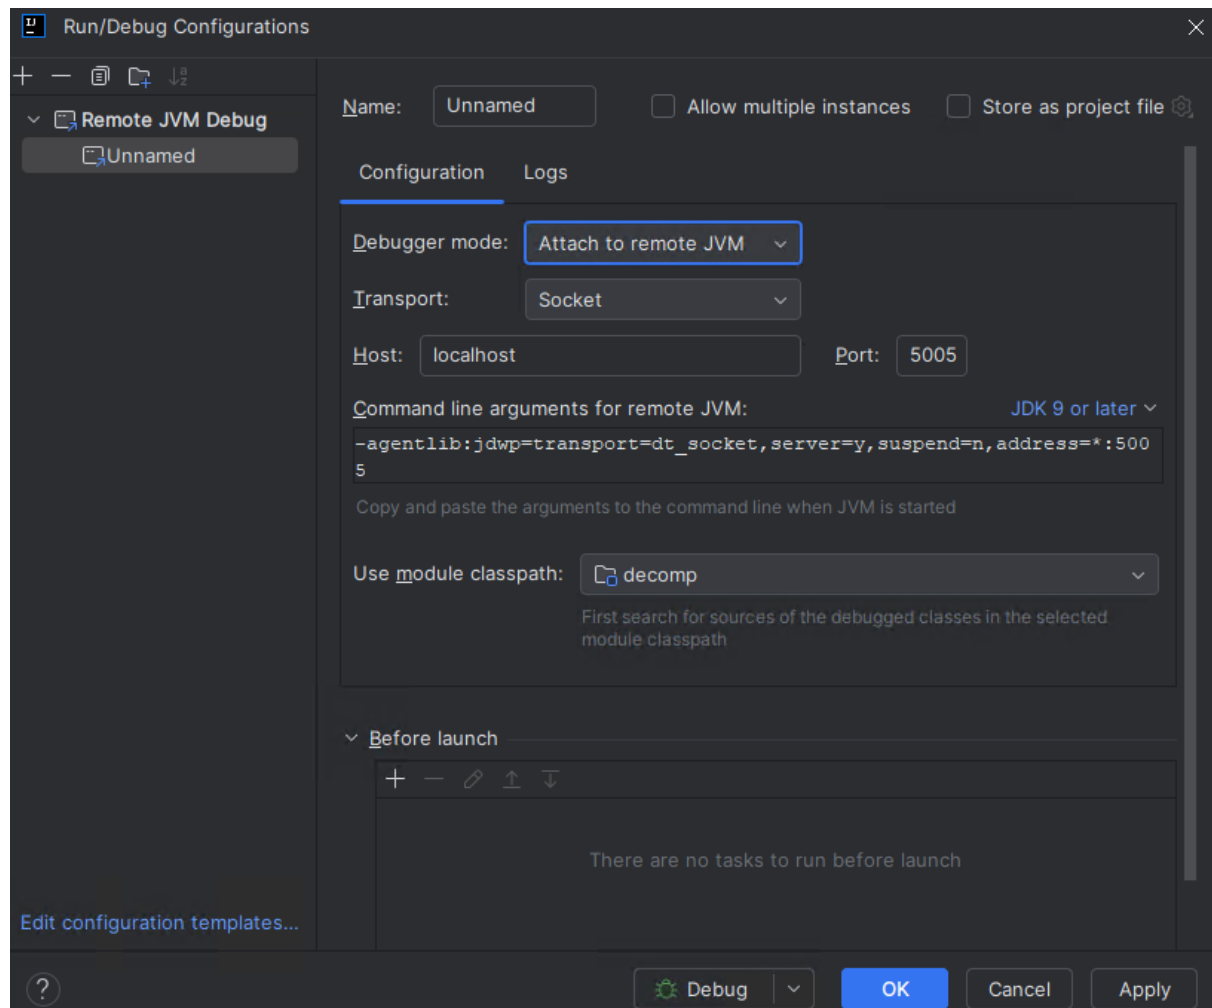 Run/Debug Configurations
Remote JVM Debug
Unnamed
Edit configuration templates...
Name: Unnamed Allow multiple instances Store as project file
Configuration Logs
Debugger mode: Attach to remote JVM
Transport: Socket
Host: localhost Port: 5005
Command line arguments for remote JVM: JDK 9 or later
-agentlib:jdwp=transport=dt_socket,server=y,suspend=n,address=*:500
5
Copy and paste the arguments to the command line when JVM is started
Use module classpath: decomp
First search for sources of the debugged classes in the selected
module classpath
Before launch
There are no tasks to run before launch
? Debug OK Cancel Apply